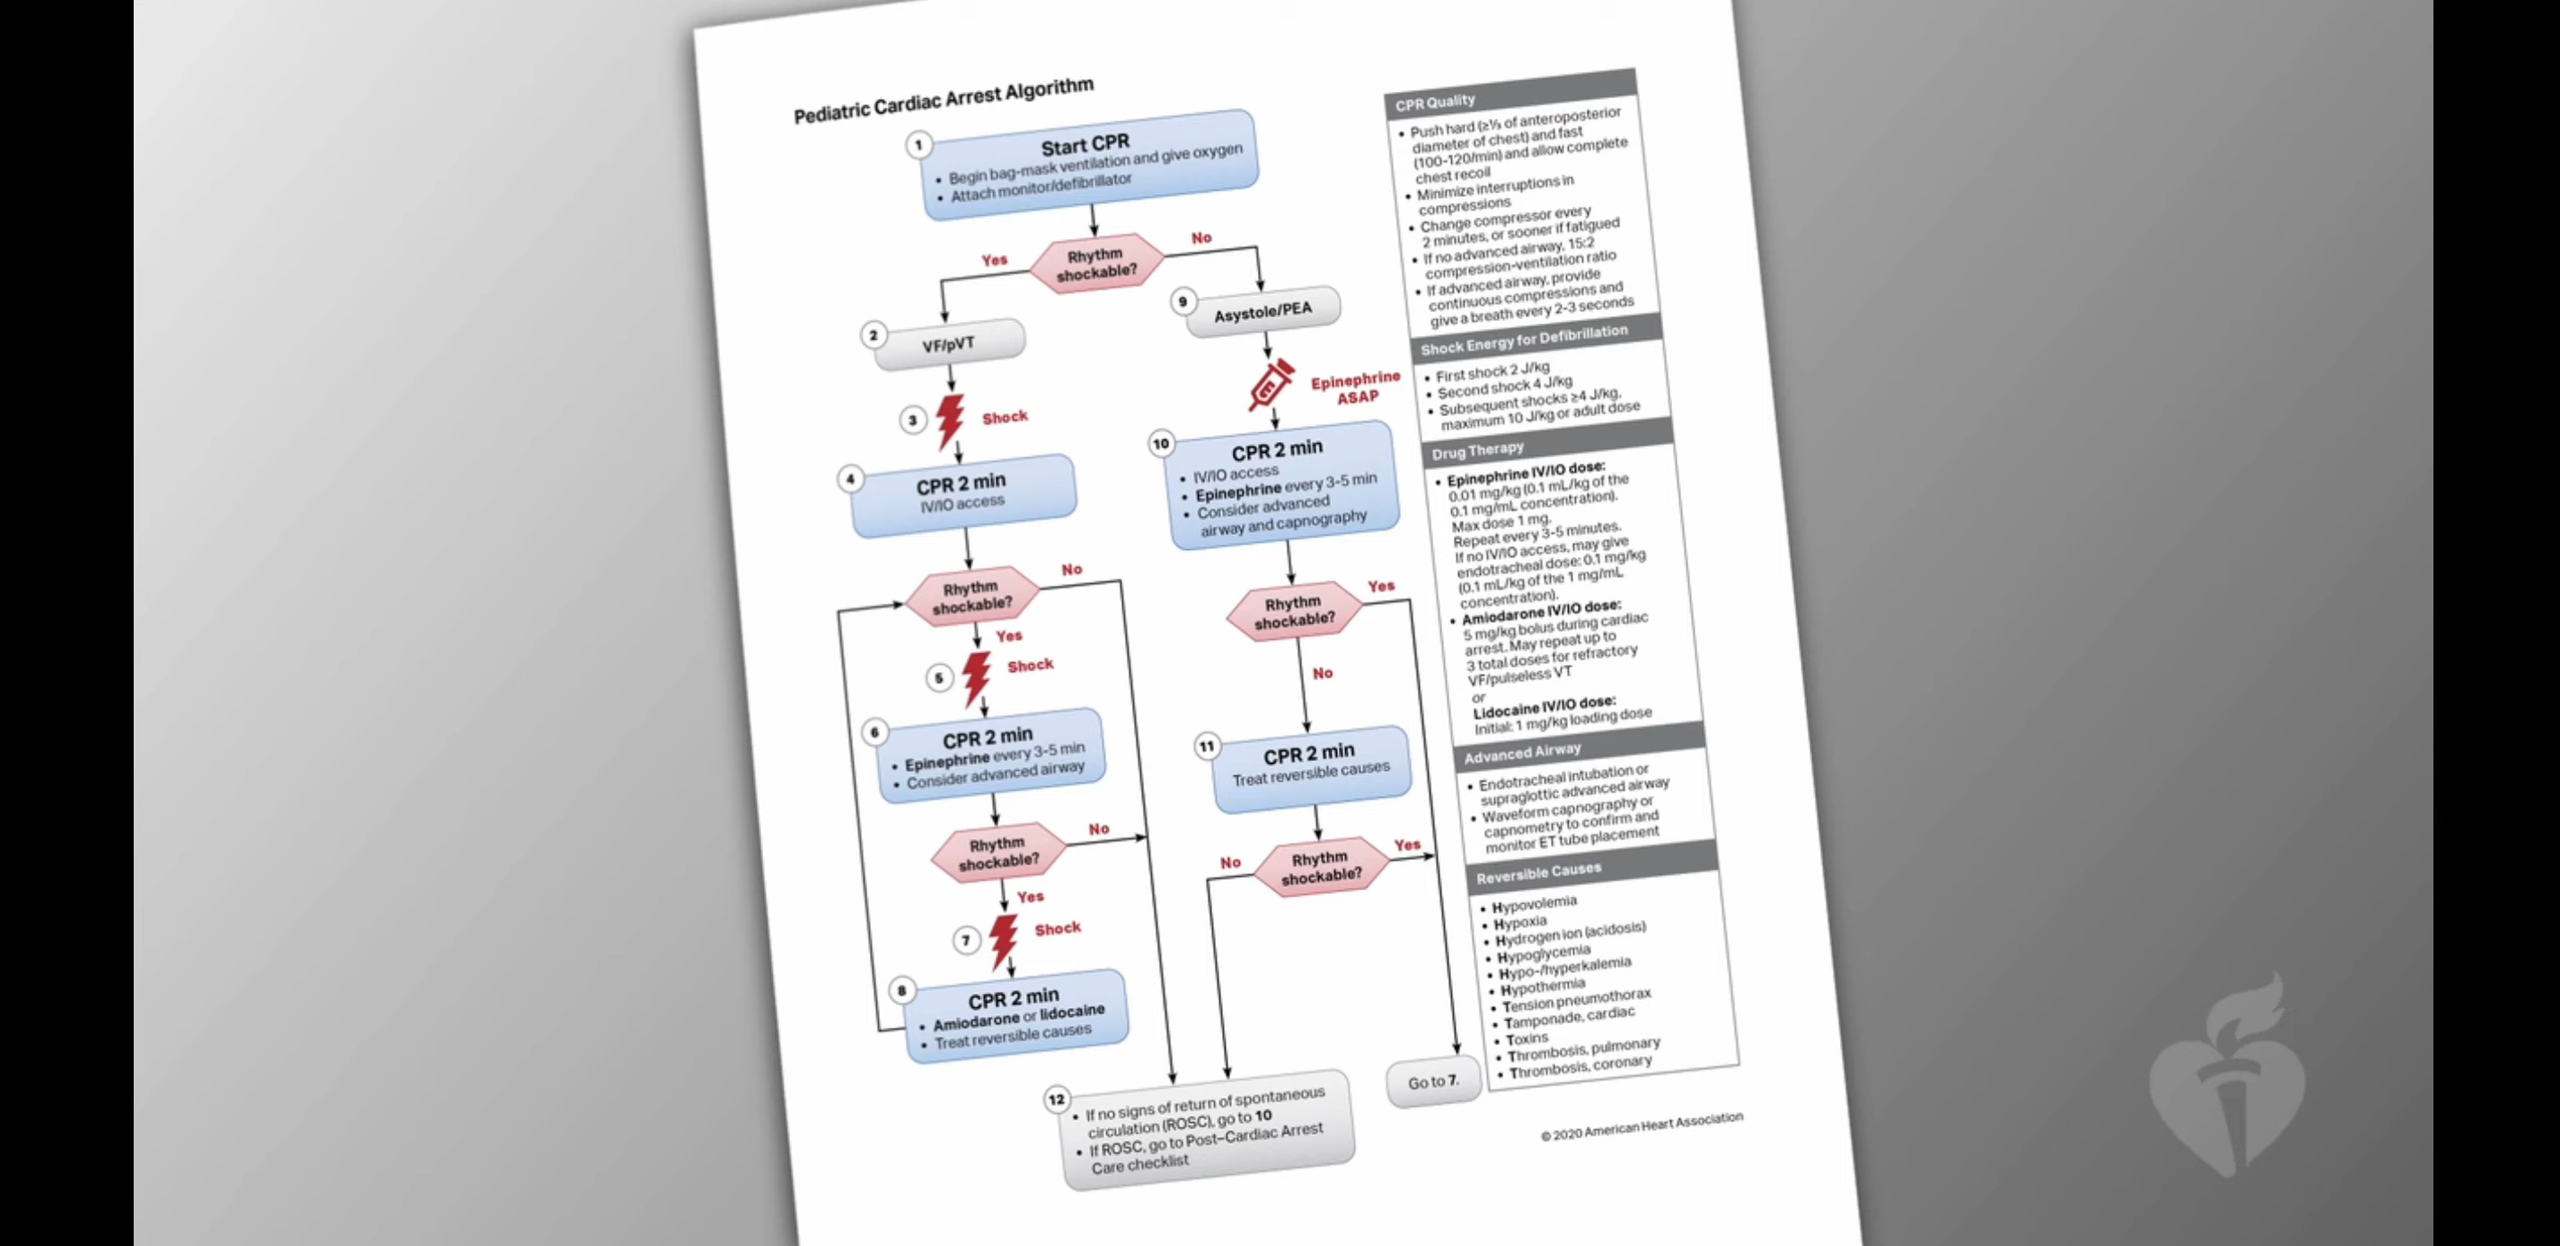 Pediatric Cardiac Arrest Algorithm
1
Start CPR
• Begin bag-mask ventilation and give oxygen
• Attach monitor/defibrillator
Rhythm
shockable?
Yes
No
2
VF/pVT
3
Shock
4
CPR 2 min
IV/IO access
Rhythm
shockable?
No
Yes
5
Shock
6
CPR 2 min
• Epinephrine every 3-5 min
• Consider advanced airway
Rhythm
shockable?
No
Yes
7
Shock
8
CPR 2 min
• Amiodarone or lidocaine
• Treat reversible causes
9
Asystole/PEA
E
Epinephrine
ASAP
10
CPR 2 min
• IV/IO access
• Epinephrine every 3-5 min
• Consider advanced
airway and capnography
Rhythm
shockable?
Yes
No
11
CPR 2 min
Treat reversible causes
Rhythm
shockable?
No
Yes
12
• If no signs of return of spontaneous
circulation (ROSC), go to 10
• If ROSC, go to Post–Cardiac Arrest
Care checklist
Go to 7.
CPR Quality
• Push hard (≥⅓ of anteroposterior
diameter of chest) and fast
(100-120/min) and allow complete
chest recoil
• Minimize interruptions in
compressions
• Change compressor every
2 minutes, or sooner if fatigued
• If no advanced airway, 15:2
compression-ventilation ratio
• If advanced airway, provide
continuous compressions and
give a breath every 2-3 seconds
Shock Energy for Defibrillation
• First shock 2 J/kg
• Second shock 4 J/kg
• Subsequent shocks ≥4 J/kg,
maximum 10 J/kg or adult dose
Drug Therapy
• Epinephrine IV/IO dose:
0.01 mg/kg (0.1 mL/kg of the
0.1 mg/mL concentration).
Max dose 1 mg.
Repeat every 3-5 minutes.
If no IV/IO access, may give
endotracheal dose: 0.1 mg/kg
(0.1 mL/kg of the 1 mg/mL
concentration).
• Amiodarone IV/IO dose:
5 mg/kg bolus during cardiac
arrest. May repeat up to
3 total doses for refractory
VF/pulseless VT
or
Lidocaine IV/IO dose:
Initial: 1 mg/kg loading dose
Advanced Airway
• Endotracheal intubation or
supraglottic advanced airway
• Waveform capnography or
capnometry to confirm and
monitor ET tube placement
Reversible Causes
• Hypovolemia
• Hypoxia
• Hydrogen ion (acidosis)
• Hypoglycemia
• Hypo-/hyperkalemia
• Hypothermia
• Tension pneumothorax
• Tamponade, cardiac
• Toxins
• Thrombosis, pulmonary
• Thrombosis, coronary
© 2020 American Heart Association